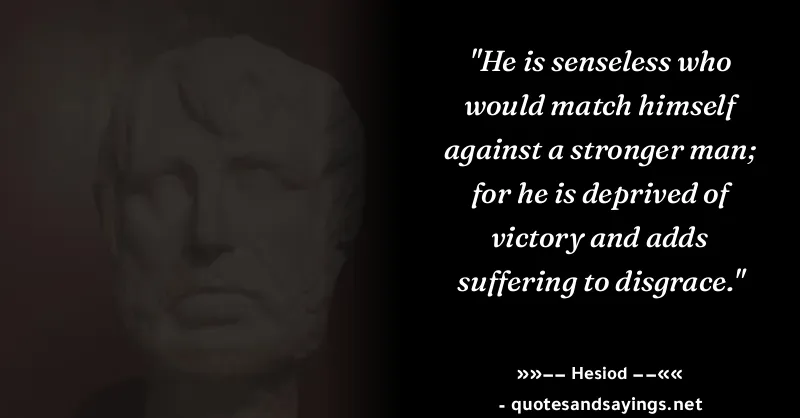 "He is senseless who
would match himself
against a stronger man;
for he is deprived of
victory and adds
suffering to disgrace."
»»–– Hesiod ––««
- quotesandsayings.net